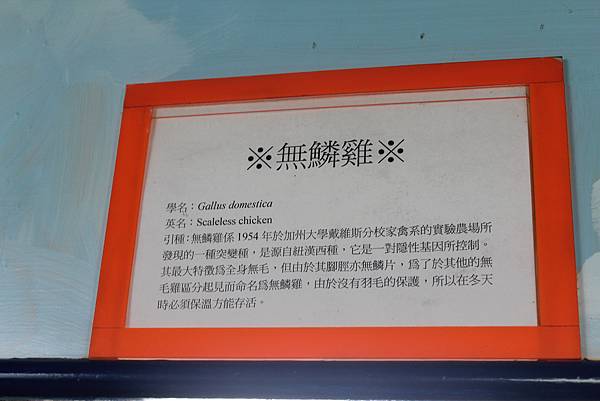 ※無鱗雞※
學名：Gallus domestica
英名：Scaleless chicken
引種：無鱗雞係1954年於加州大學戴維斯分校家禽系的實驗農場所
發現的一種突變種，是源自紐漢西種，它是一對隱性基因所控制。
其最大特徵爲全身無毛，但由於其腳脛亦無鱗片，爲了於其他的無
毛雞區分起見而命名爲無鱗雞，由於沒有羽毛的保護，所以在冬天
時必須保溫方能存活。